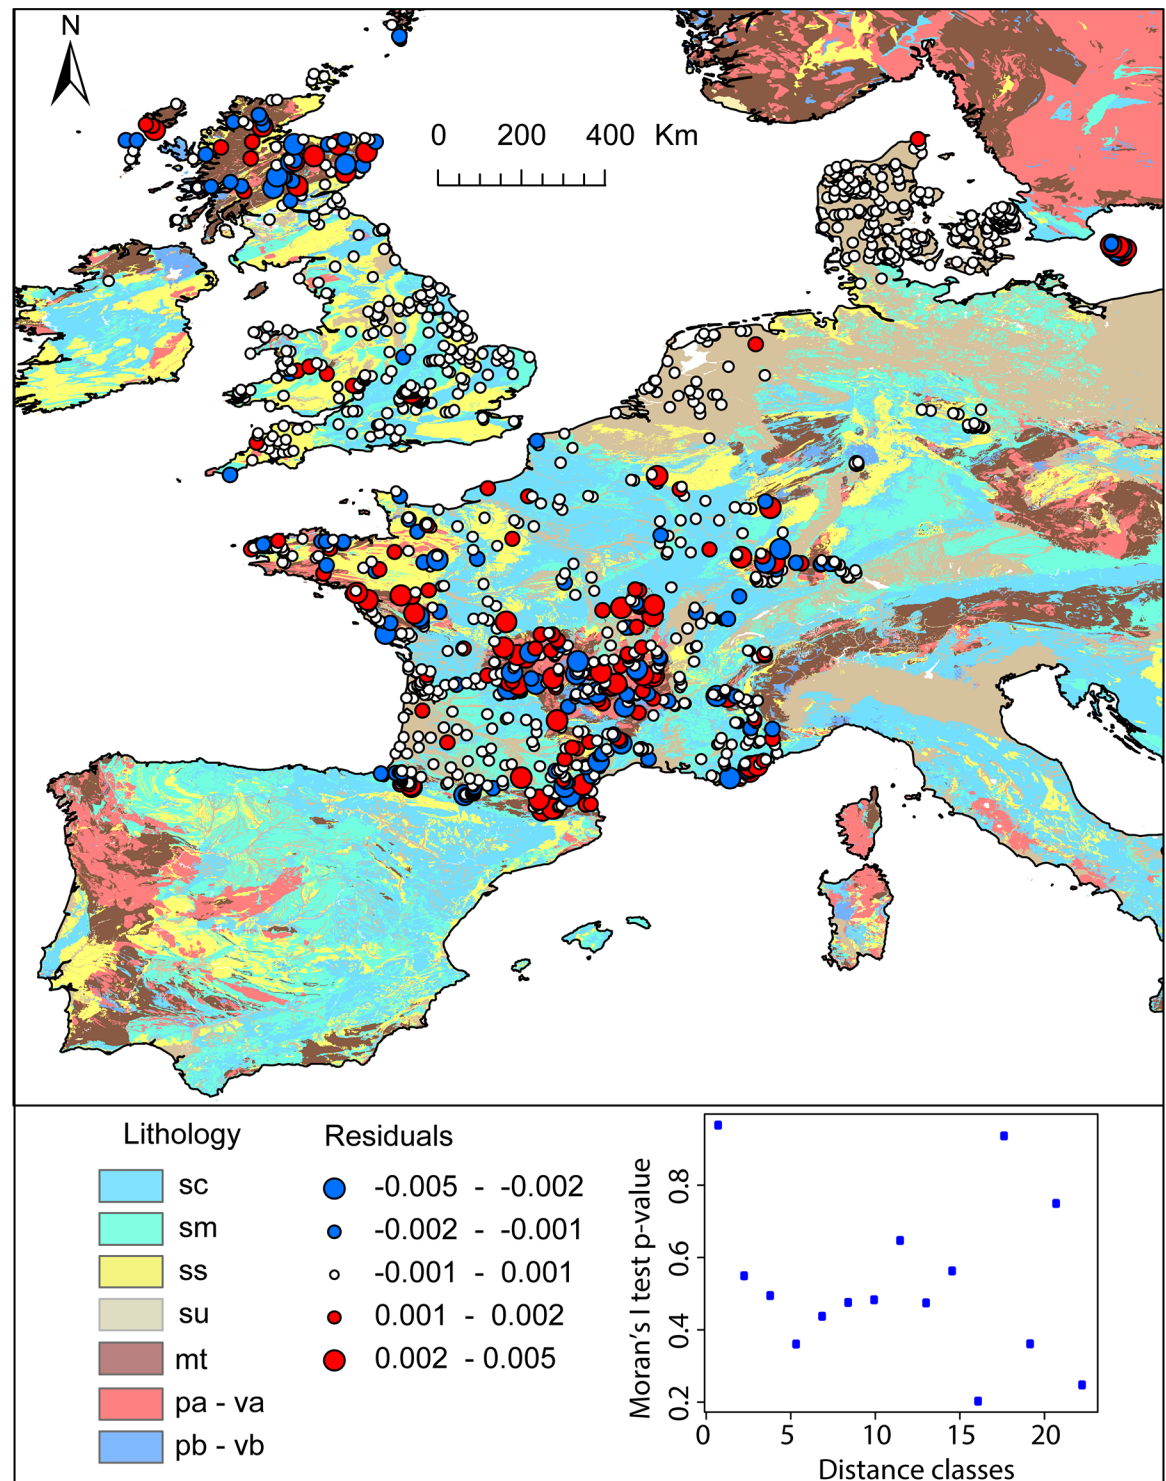 N
0 200 400 Km
Lithology
sc
sm
ss
su
mt
pa - va
pb - vb
Residuals
-0.005 - -0.002
-0.002 - -0.001
-0.001 - 0.001
0.001 - 0.002
0.002 - 0.005
Moran's I test p-value
0.8
0.6
0.4
0.2
0 5 10 15 20
Distance classes